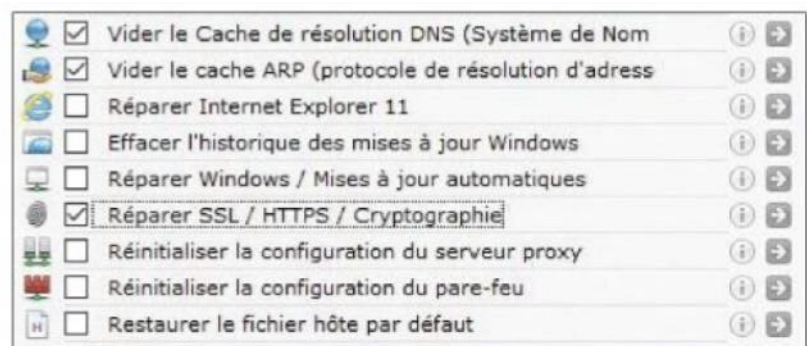 Vider le Cache de résolution DNS (Système de Nom
Vider le cache ARP (protocole de résolution d'adress
Réparer Internet Explorer 11
Effacer l'historique des mises à jour Windows
Réparer Windows / Mises à jour automatiques
Réparer SSL / HTTPS / Cryptographie
Réinitialiser la configuration du serveur proxy
Réinitialiser la configuration du pare-feu
Restaurer le fichier hôte par défaut